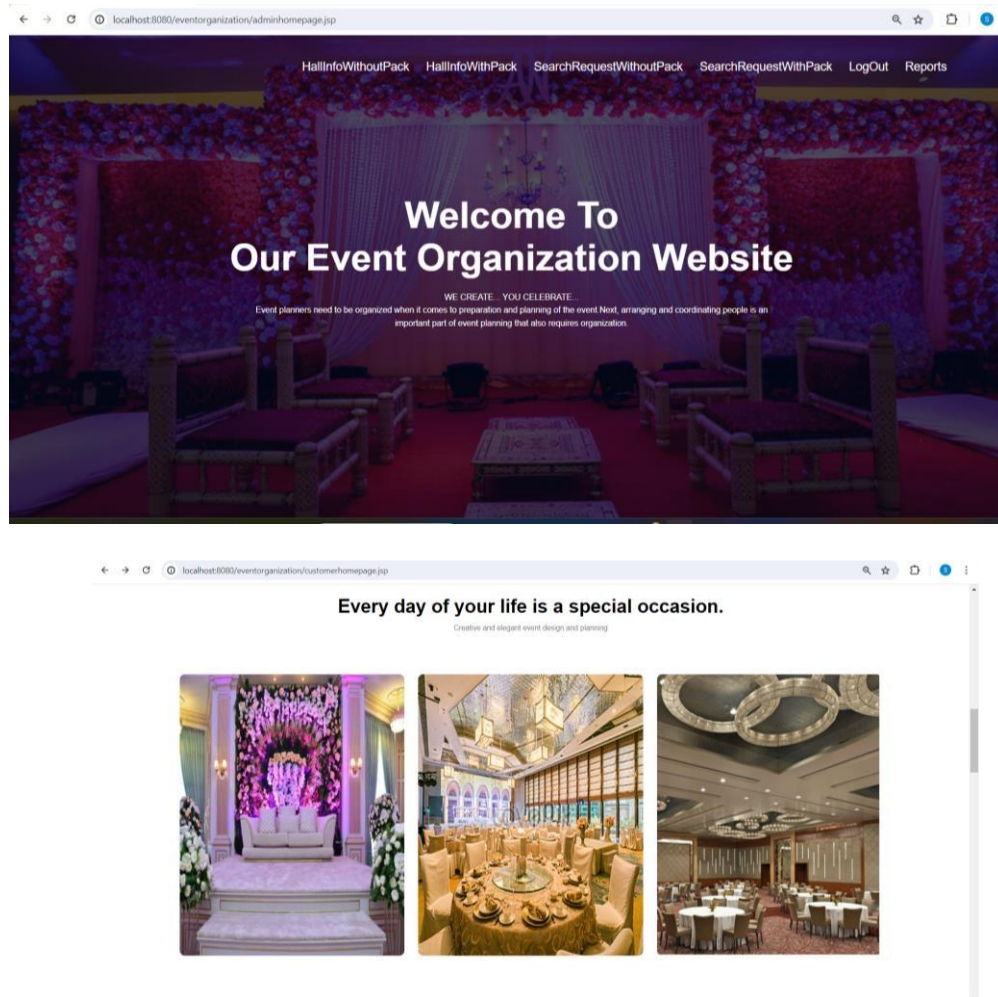 localhost:8080/eventorganization/adminhomepage.jsp
HallInfoWithoutPack HallInfoWithPack SearchRequestWithoutPack SearchRequestWithPack LogOut Reports
Welcome To
Our Event Organization Website
WE CREATE... YOU CELEBRATE...
Event planners need to be organized when it comes to preparation and planning of the event.Next, arranging and coordinating people is an
important part of event planning that also requires organization.
localhost:8080/eventorganization/customerhomepage.jsp
Every day of your life is a special occasion.
Creative and elegant event design and planning